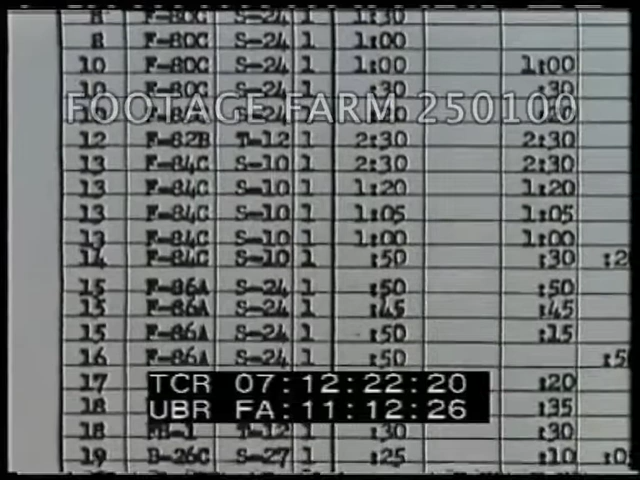 8 F-80C S-24 1 1:30
8 F-80C S-24 1 1:00
10 F-80C S-24 1 1:00 1:00
10 F-80C S-24 1 :30 :30
FOOTAGE FARM 250100
12 F-82B T-12 1 2:30 2:30
13 F-84C S-10 1 2:30 2:30
13 F-84C S-10 1 1:20 1:20
13 F-84C S-10 1 1:05 1:05
13 F-84C S-10 1 1:00 1:00
14 F-84C S-10 1 :50 :30 :2
15 F-86A S-24 1 :50 :50
15 F-86A S-24 1 :45 :45
15 F-86A S-24 1 :50 :15
16 F-86A S-24 1 :50 :5
17 :20
TCR 07:12:22:20
18 :35
UBR FA:11:12:26
18 FH-1 T-12 1 :30 :30
19 B-26C S-27 1 :25 :10 :0